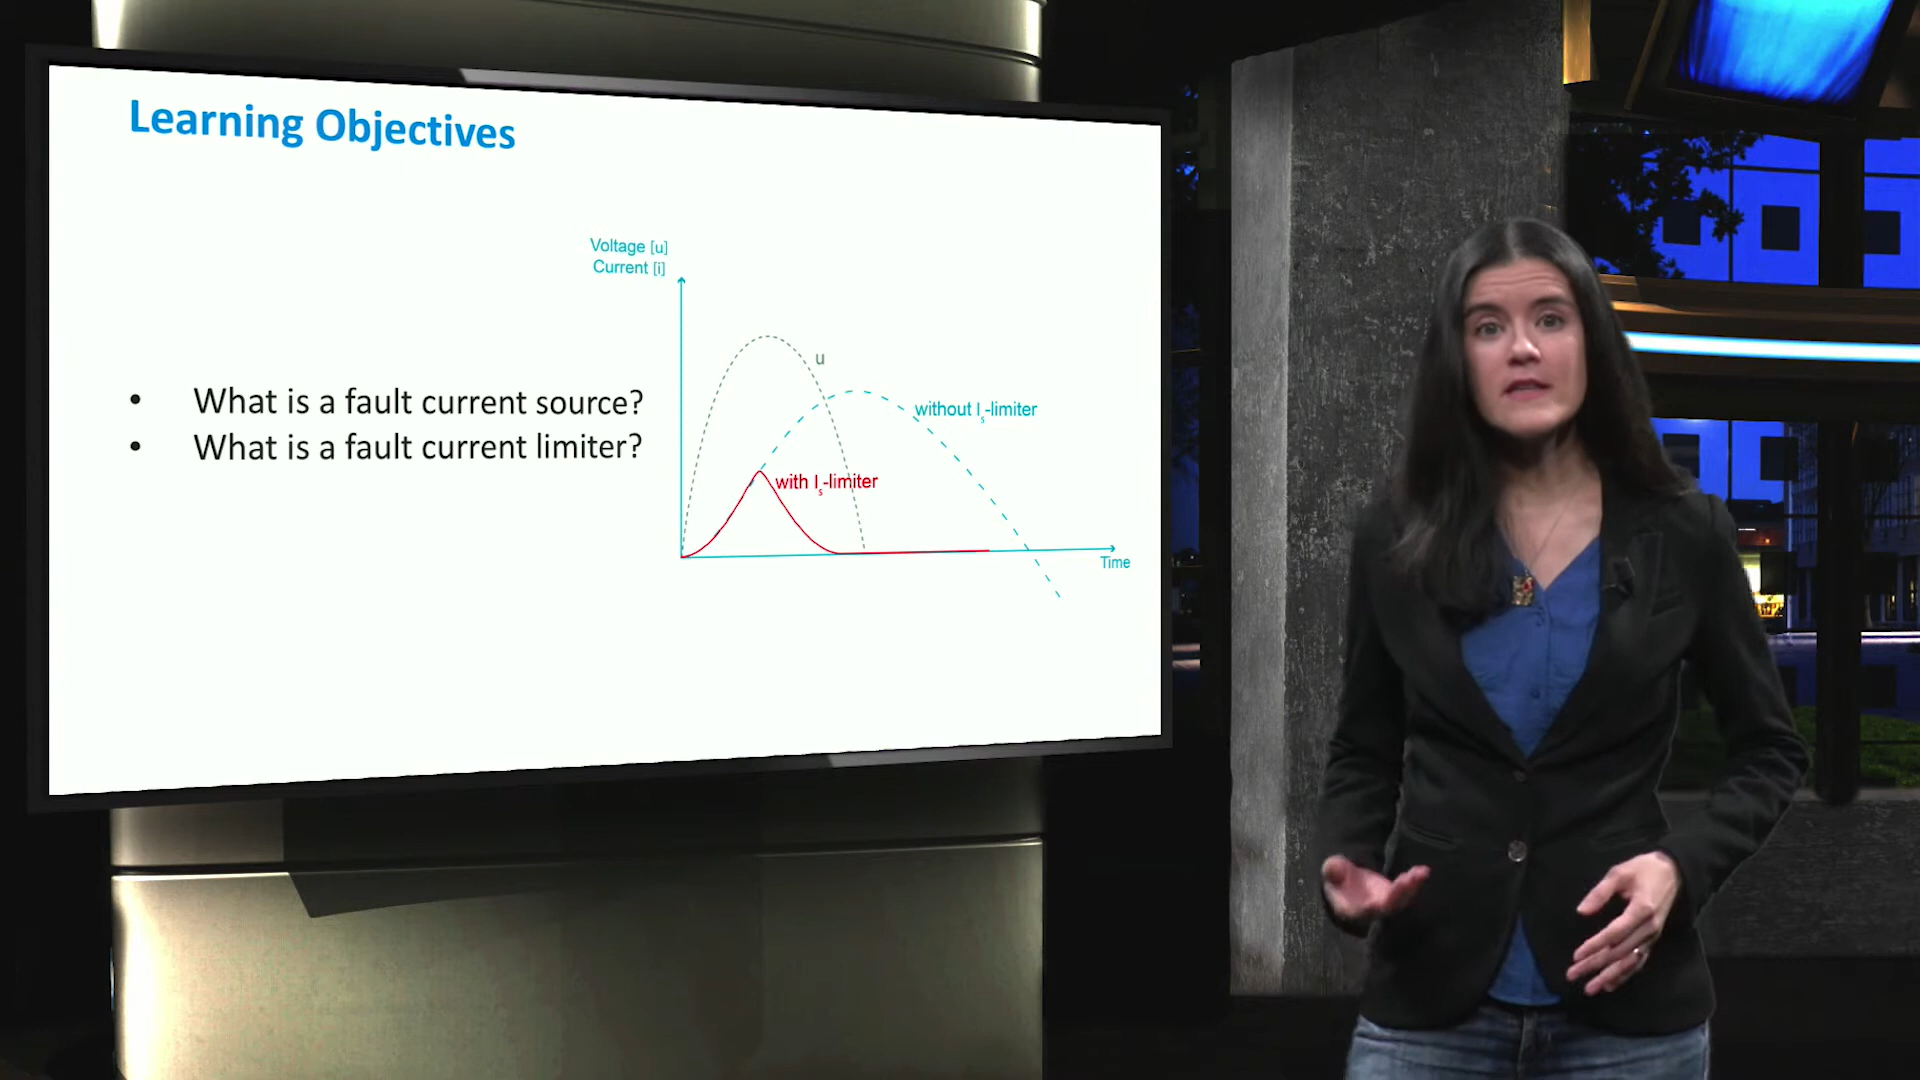 Learning Objectives
Voltage [u]
Current [i]
u
without Is-limiter
• What is a fault current source?
• What is a fault current limiter?
with Is-limiter
Time